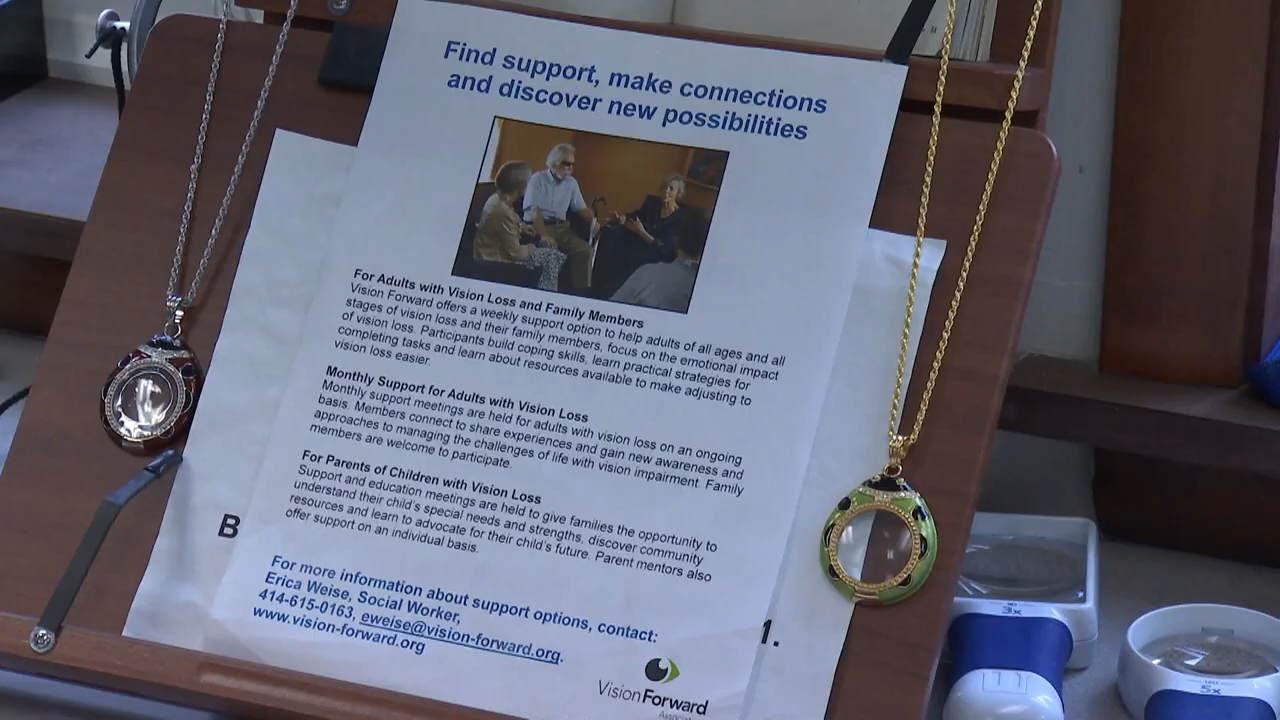 Find support, make connections
and discover new possibilities
For Adults with Vision Loss and Family Members
Vision Forward offers a weekly support option to help adults of all ages and all
stages of vision loss and their family members, focus on the emotional impact
of vision loss. Participants build coping skills, learn practical strategies for
completing tasks and learn about resources available to make adjusting to
vision loss easier.
Monthly Support for Adults with Vision Loss
Monthly support meetings are held for adults with vision loss on an ongoing
basis. Members connect to share experiences and gain new awareness and
approaches to managing the challenges of life with vision impairment. Family
members are welcome to participate.
For Parents of Children with Vision Loss
Support and education meetings are held to give families the opportunity to
understand their child's special needs and strengths, discover community
resources and learn to advocate for their child's future. Parent mentors also
offer support on an individual basis.
For more information about support options, contact:
Erica Weise, Social Worker,
414-615-0163, eweise@vision-forward.org.
www.vision-forward.org
Vision Forward
B
1.
3x
5x